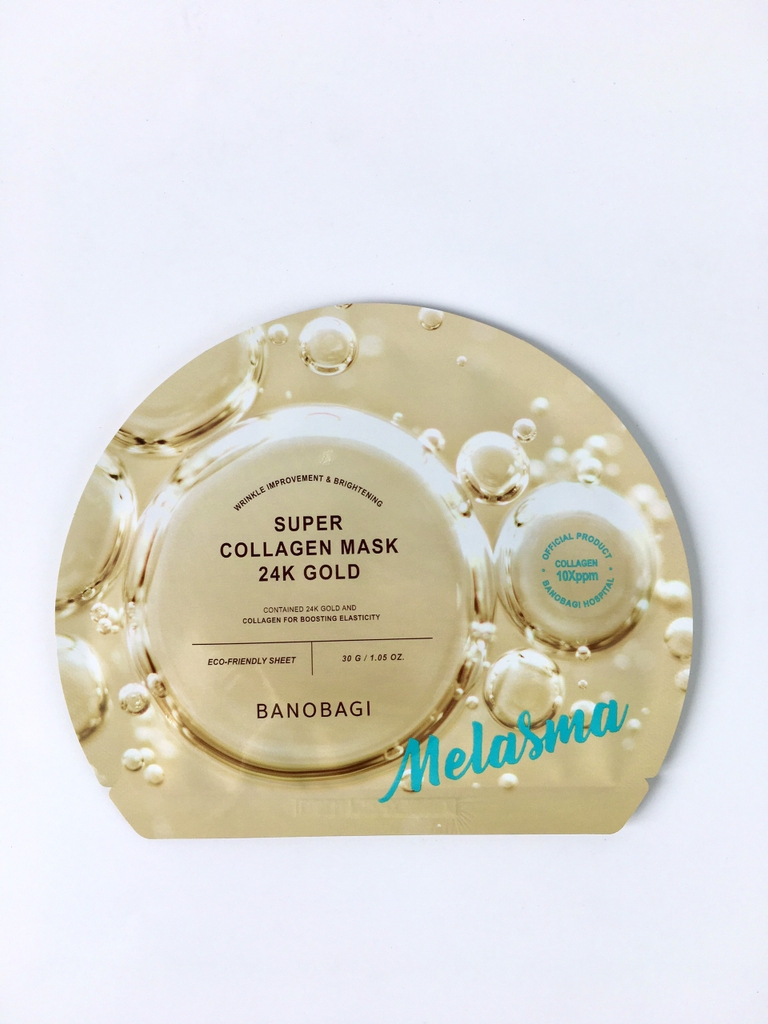 WRINKLE IMPROVEMENT & BRIGHTENING
SUPER
COLLAGEN MASK
24K GOLD
CONTAINED 24K GOLD AND
COLLAGEN FOR BOOSTING ELASTICITY
ECO-FRIENDLY SHEET
30 G / 1.05 OZ.
BANOBAGI
OFFICIAL PRODUCT
COLLAGEN
10Xppm
BANOBAGI HOSPITAL
Melasma